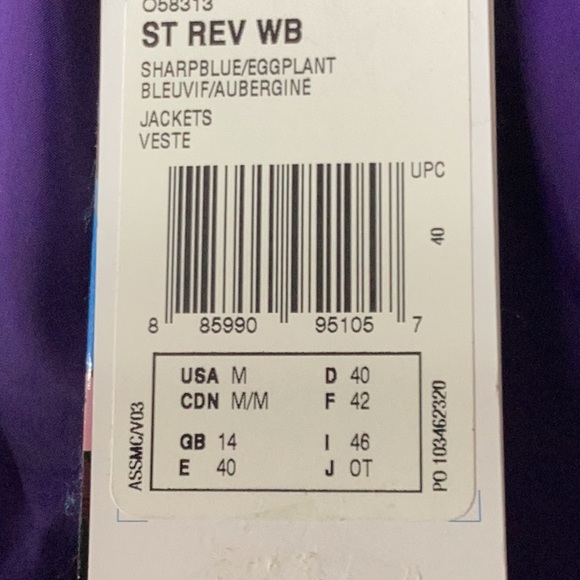 O58313
ST REV WB
SHARPBLUE/EGGPLANT
BLEUVIF/AUBERGINE
JACKETS
VESTE
UPC
40
8 85990 95105 7
USA M D 40
CDN M/M F 42
GB 14 I 46
E 40 J OT
ASSMC/V03
PO 103462320